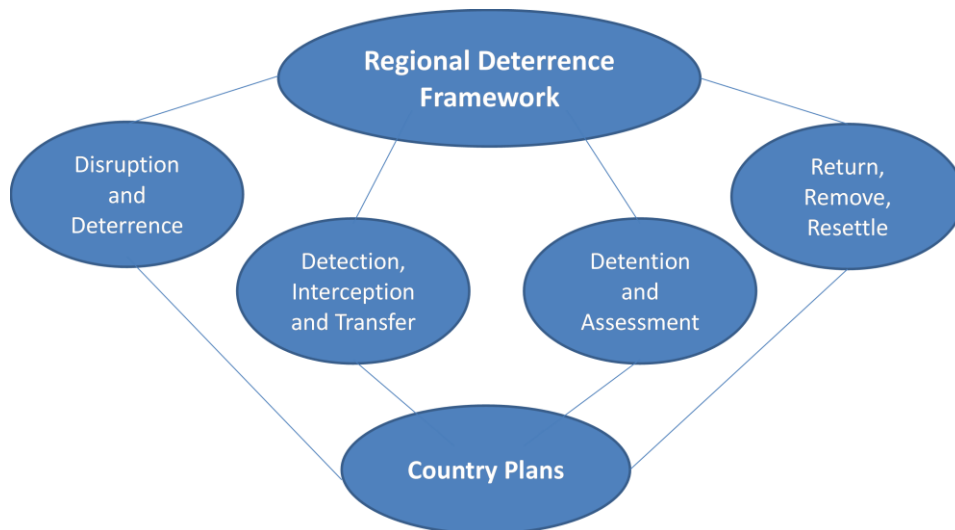 Regional Deterrence
Framework
Disruption
and
Deterrence
Return,
Remove,
Resettle
Detection,
Interception
and Transfer
Detention
and
Assessment
Country Plans